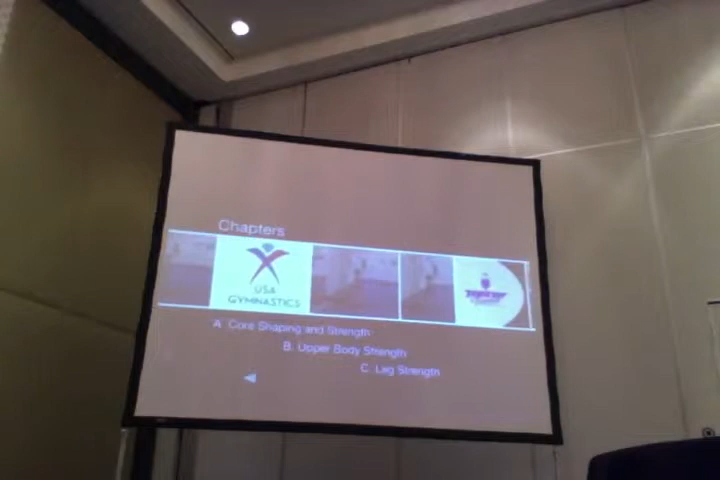 Chapters
USA
GYMNASTICS
A. Core Shaping and Strength
B. Upper Body Strength
C. Leg Strength